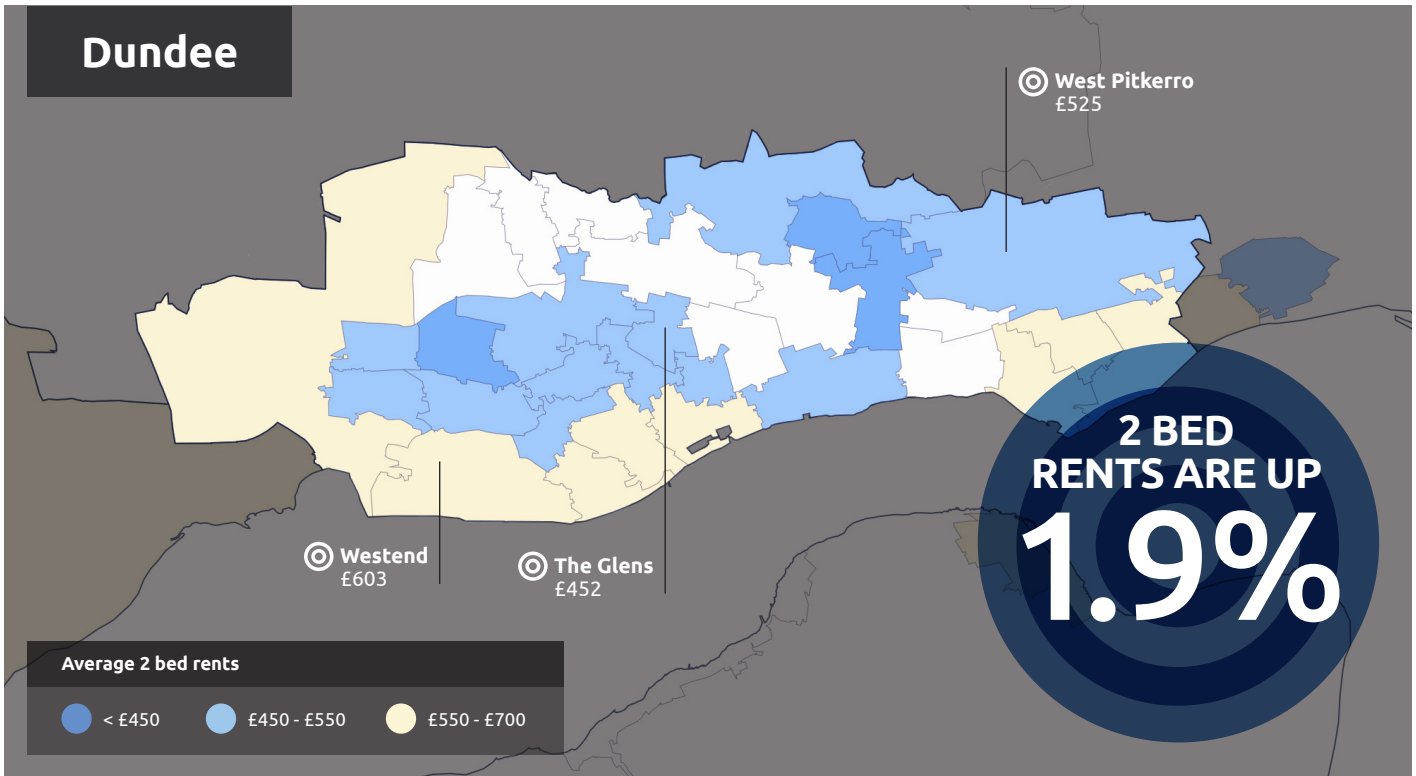 Dundee
West Pitkerro
£525
Westend
£603
The Glens
£452
2 BED
RENTS ARE UP
1.9%
Average 2 bed rents
< £450
£450 - £550
£550 - £700